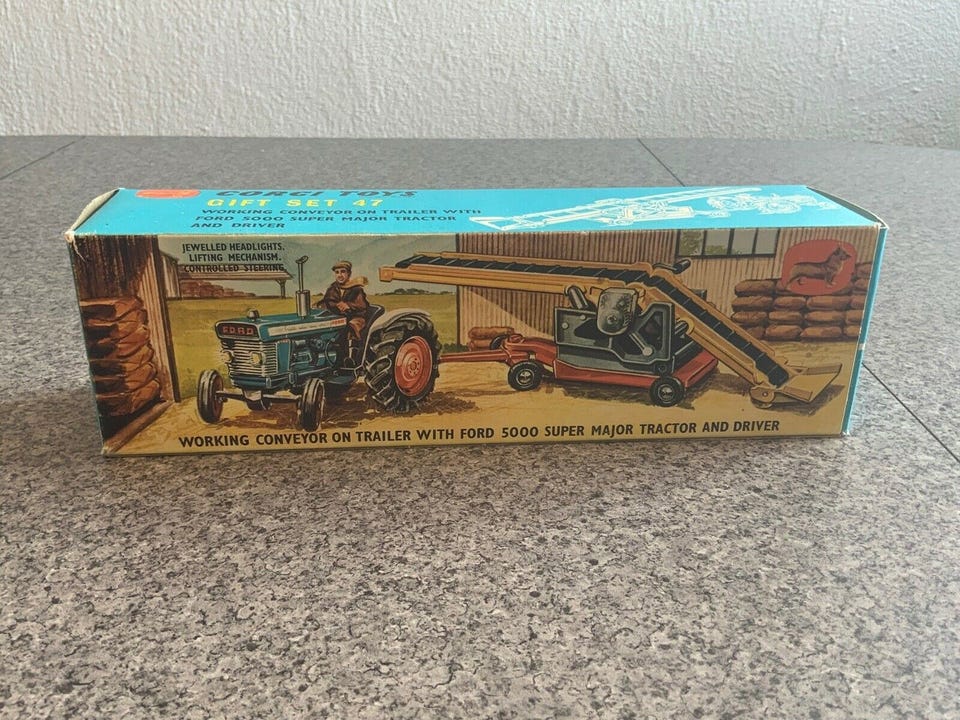 CORGI TOYS
GIFT SET 47
WORKING CONVEYOR ON TRAILER WITH
FORD 5000 SUPER MAJOR TRACTOR
AND DRIVER
JEWELLED HEADLIGHTS.
LIFTING MECHANISM.
CONTROLLED STEERING
FORD
WORKING CONVEYOR ON TRAILER WITH FORD 5000 SUPER MAJOR TRACTOR AND DRIVER